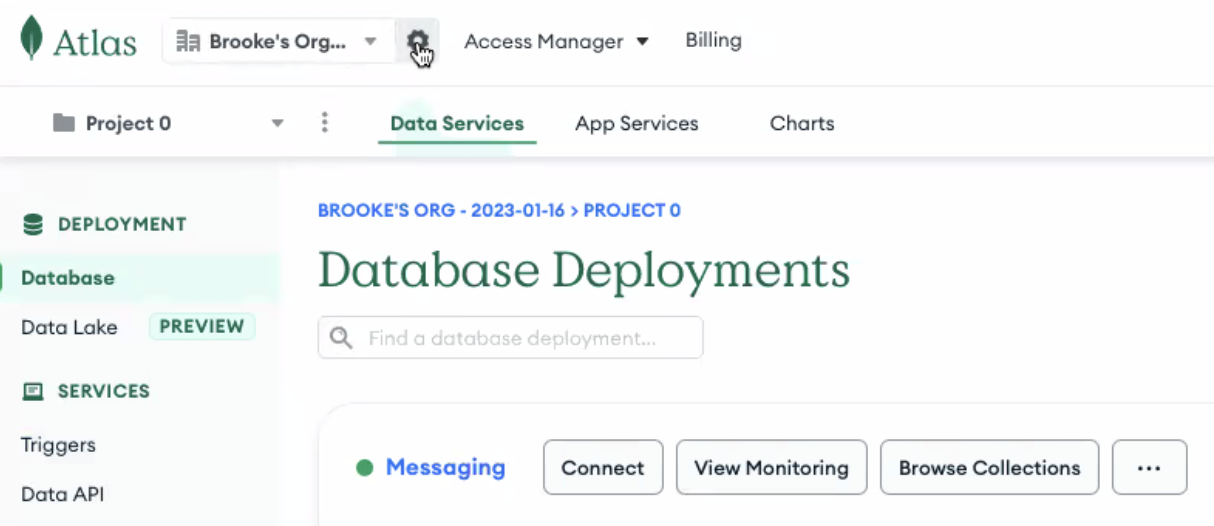 Atlas Brooke's Org... Access Manager Billing
Project 0 Data Services App Services Charts
DEPLOYMENT
Database
Data Lake PREVIEW
SERVICES
Triggers
Data API
BROOKE'S ORG - 2023-01-16 > PROJECT 0
Database Deployments
Find a database deployment...
Messaging Connect View Monitoring Browse Collections ...